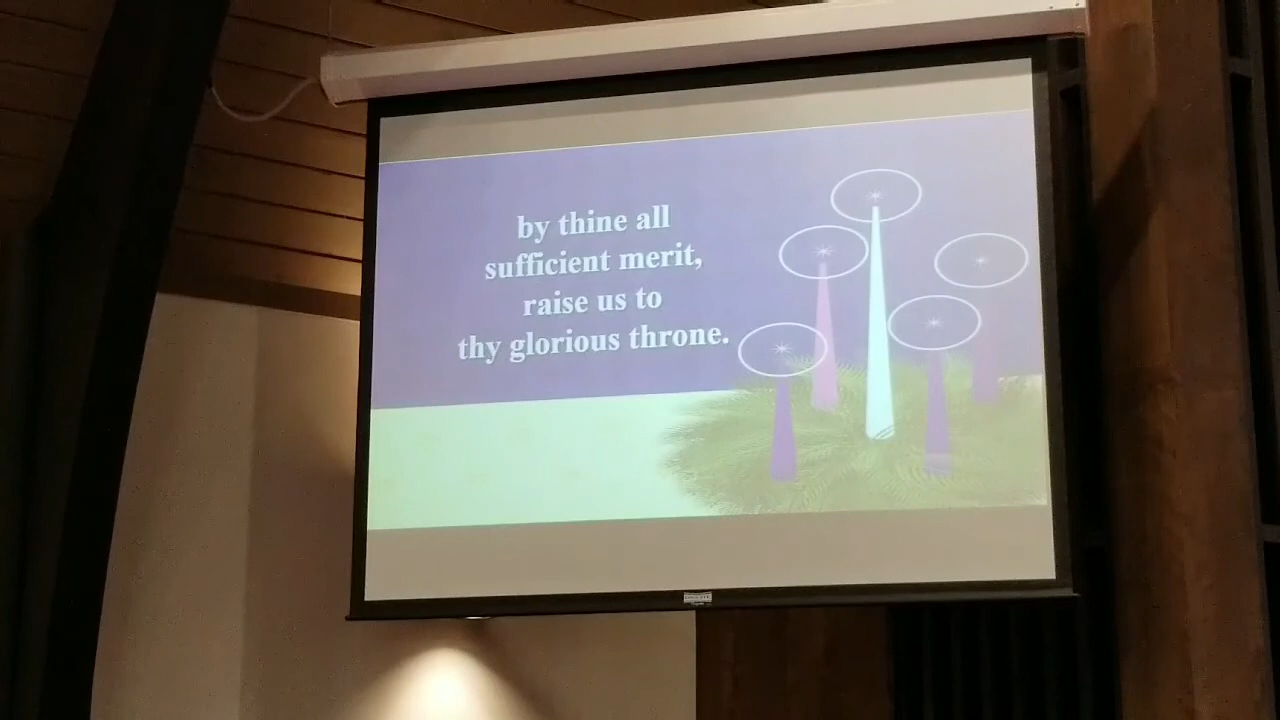 by thine all
sufficient merit,
raise us to
thy glorious throne.